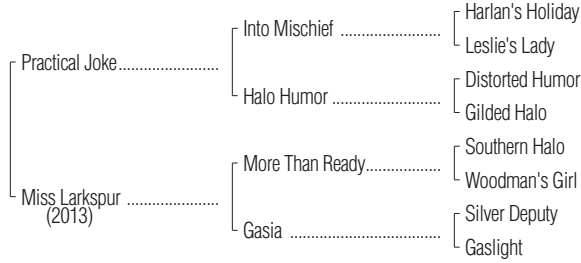 Harlan's Holiday
Into Mischief
Leslie's Lady
Practical Joke
Distorted Humor
Halo Humor
Gilded Halo
Southern Halo
More Than Ready
Woodman's Girl
Miss Larkspur
(2013)
Silver Deputy
Gasia
Gaslight